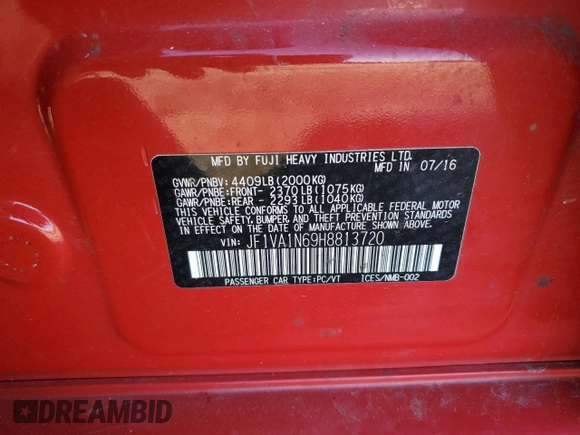 MFD BY FUJI HEAVY INDUSTRIES LTD.
MFD IN 07/16
GVWR/PNBV: 4409LB(2000KG)
GAWR/PNBE:FRONT- 2370LB(1075KG)
GAWR/PNBE:REAR - 2293LB(1040KG)
THIS VEHICLE CONFORMS TO ALL APPLICABLE FEDERAL MOTOR
VEHICLE SAFETY, BUMPER, AND THEFT PREVENTION STANDARDS
IN EFFECT ON THE DATE OF MANUFACTURE SHOWN ABOVE.
VIN: JF1VA1N69H8813720
PASSENGER CAR TYPE:PC/VT ICES/NMB-002
DREAMBID